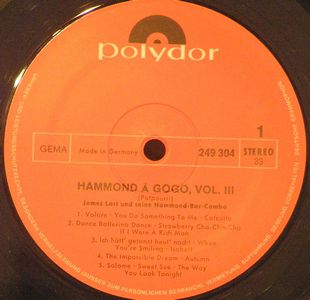 polydor
GEMA
Made in Germany
249 304
1
STEREO
33
HAMMOND À GOGO, VOL. III
(Potpourri)
James Last und seine Hammond-Bar-Combo
1. Volare - You Do Something To Me - Calcutta
2. Dance Ballerina Dance - Strawberry Cha-Cha-Cha
If I Were A Rich Man
3. Ich hätt' getanzt heut' nacht - When
You're Smiling - Isabell
4. The Impossible Dream - Autumn
5. Salome - Sweet Sue - The Way
You Look Tonight